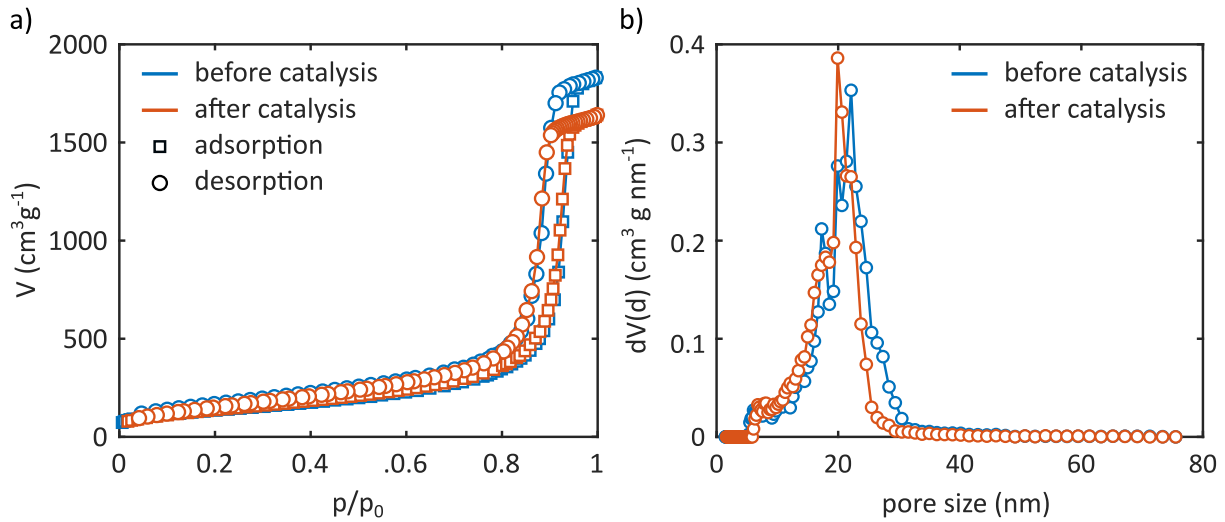 a)
2000
1500
1000
500
0
V (cm³g⁻¹)
before catalysis
after catalysis
adsorption
desorption
0 0.2 0.4 .0.6 0.8 1
p/p₀
b)
0.4
0.3
0.2
0.1
0
dV(d) (cm³ g nm⁻¹)
before catalysis
after catalysis
0 20 40 60 80
pore size (nm)